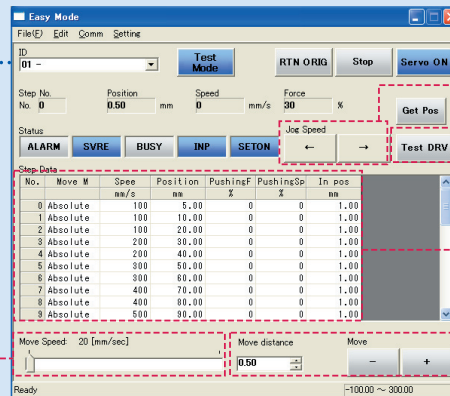 Easy Mode
File(F) Edit Comm Setting
ID
01 -
Test Mode
RTN ORIG
Stop
Servo ON
Step No. Position Speed Force
No. 0 0.50 mm 0 mm/s 30 %
Get Pos
Status
Jog Speed
ALARM SVRE BUSY INP SETON ← → Test DRV
Step Data
No. Move M Spee Position PushingF PushingSp In pos
mm/s mm % % mm
0 Absolute 100 5.00 0 0 1.00
1 Absolute 100 10.00 0 0 1.00
2 Absolute 100 20.00 0 0 1.00
3 Absolute 200 30.00 0 0 1.00
4 Absolute 200 40.00 0 0 1.00
5 Absolute 300 50.00 0 0 1.00
6 Absolute 300 60.00 0 0 1.00
7 Absolute 400 70.00 0 0 1.00
8 Absolute 400 80.00 0 0 1.00
9 Absolute 500 90.00 0 0 1.00
Move Speed: 20 [mm/sec] Move distance Move
0.50 - +
Ready -100.00 ~ 300.00